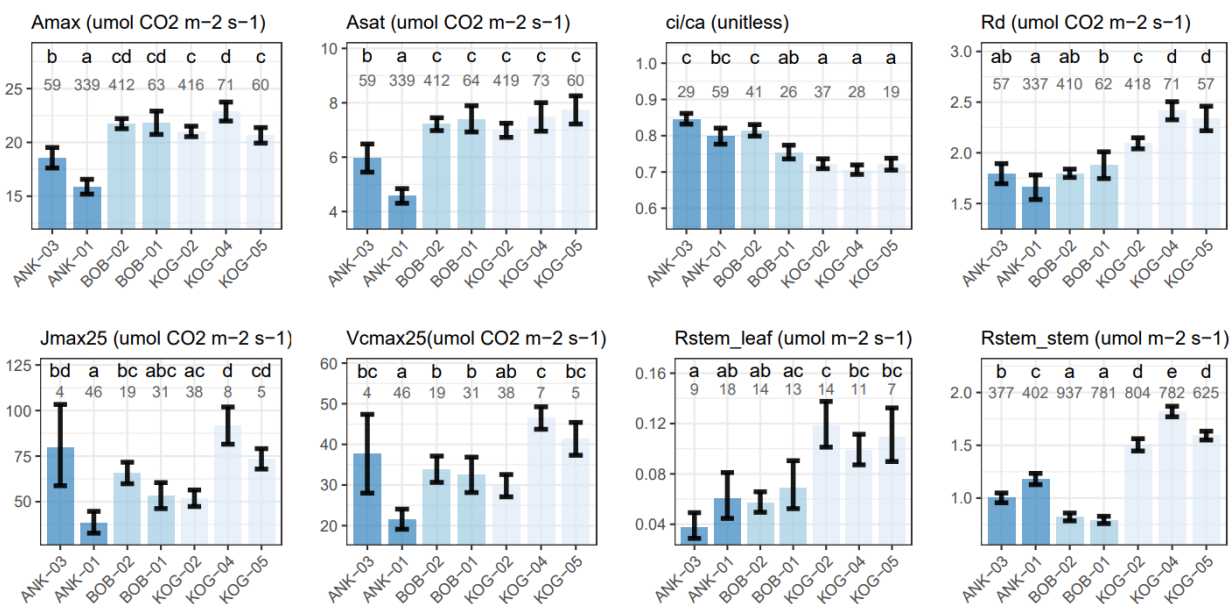 Amax (umol CO2 m−2 s−1)
b a cd cd c d c
59 339 412 63 416 71 60
25
20
15
ANK−03 ANK−01 BOB−02 BOB−01 KOG−02 KOG−04 KOG−05
Asat (umol CO2 m−2 s−1)
10
b a c c c c c
59 339 412 64 419 73 60
8
6
4
ANK−03 ANK−01 BOB−02 BOB−01 KOG−02 KOG−04 KOG−05
ci/ca (unitless)
1.0
c bc c ab a a a
29 59 41 26 37 28 19
0.9
0.8
0.7
0.6
ANK−03 ANK−01 BOB−02 BOB−01 KOG−02 KOG−04 KOG−05
Rd (umol CO2 m−2 s−1)
3.0
ab a ab b c d d
57 337 410 62 418 71 57
2.5
2.0
1.5
ANK−03 ANK−01 BOB−02 BOB−01 KOG−02 KOG−04 KOG−05
Jmax25 (umol CO2 m−2 s−1)
125
bd a bc abc ac d cd
4 46 19 31 38 8 5
100
75
50
ANK−03 ANK−01 BOB−02 BOB−01 KOG−02 KOG−04 KOG−05
Vcmax25(umol CO2 m−2 s−1)
60
bc a b b ab c bc
4 46 19 31 38 7 5
50
40
30
20
ANK−03 ANK−01 BOB−02 BOB−01 KOG−02 KOG−04 KOG−05
Rstem_leaf (umol m−2 s−1)
0.16
a ab ab ac c bc bc
9 18 14 13 14 11 7
0.12
0.08
0.04
ANK−03 ANK−01 BOB−02 BOB−01 KOG−02 KOG−04 KOG−05
Rstem_stem (umol m−2 s−1)
b c a a d e d
377 402 937 781 804 782 625
2.0
1.5
1.0
ANK−03 ANK−01 BOB−02 BOB−01 KOG−02 KOG−04 KOG−05